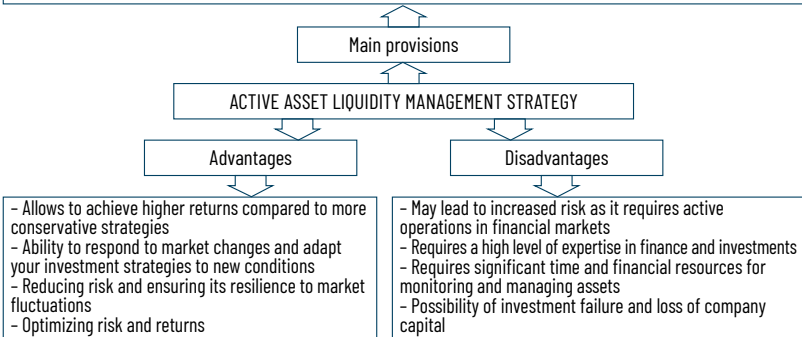 Main provisions
ACTIVE ASSET LIQUIDITY MANAGEMENT STRATEGY
Advantages
Disadvantages
– Allows to achieve higher returns compared to more
conservative strategies
– Ability to respond to market changes and adapt
your investment strategies to new conditions
– Reducing risk and ensuring its resilience to market
fluctuations
– Optimizing risk and returns
– May lead to increased risk as it requires active
operations in financial markets
– Requires a high level of expertise in finance and investments
– Requires significant time and financial resources for
monitoring and managing assets
– Possibility of investment failure and loss of company
capital